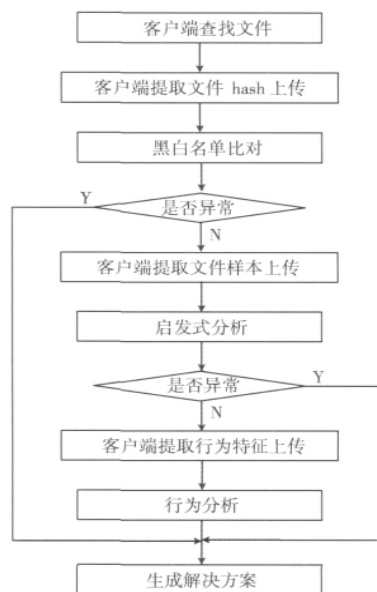 客户端查找文件
客户端提取文件 hash 上传
黑白名单比对
Y
是否异常
N
客户端提取文件样本上传
启发式分析
是否异常
Y
N
客户端提取行为特征上传
行为分析
生成解决方案